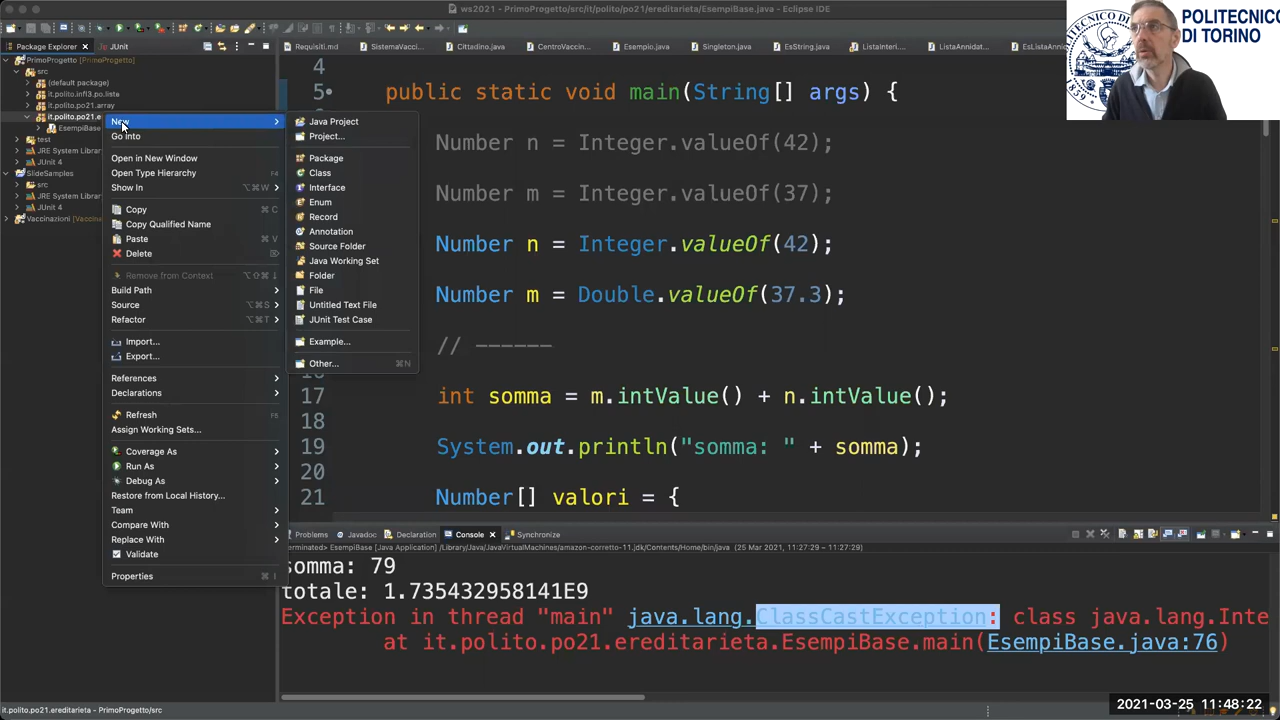 ws2021 - PrimoProgetto/src/it/polito/po21/ereditarieta/EsempiBase.java - Eclipse IDE
Package Explorer
JUnit
Requisiti.md
SistemaVacci...
Cittadino.java
CentroVaccin...
Esempio.java
Singleton.java
EsString.java
ListaInteri....
ListaAnnidat...
EsListaAnnid
POLITECNICO
DI TORINO
PrimoProgetto [PrimoProgetto]
src
(default package)
it.polito.inf13.po.liste
it.polito.po21.array
it.polito.po21.e
EsempiBase
test
JRE System Library
JUnit 4
SlideSamples
src
JRE System Library
JUnit 4
Vaccinazioni [Vaccin
New
Go Into
Open in New Window
Open Type Hierarchy F4
Show In ⌥⌘W
Copy ⌘C
Copy Qualified Name
Paste ⌘V
Delete ⌦
Remove from Context ⌥⇧⌘↓
Build Path
Source ⌥⌘S
Refactor ⌥⌘T
Import...
Export...
References
Declarations
Refresh F5
Assign Working Sets...
Coverage As
Run As
Debug As
Restore from Local History...
Team
Compare With
Replace With
Validate
Properties ⌘I
Java Project
Project...
Package
Class
Interface
Enum
Record
Annotation
Source Folder
Java Working Set
Folder
File
Untitled Text File
JUnit Test Case
Example...
Other... ⌘N
4
5 public static void main(String[] args) {
Number n = Integer.valueOf(42);
Number m = Integer.valueOf(37);
Number n = Integer.valueOf(42);
Number m = Double.valueOf(37.3);
// ------
17 int somma = m.intValue() + n.intValue();
18
19 System.out.println("somma: " + somma);
20
21 Number[] valori = {
Problems
Javadoc
Declaration
Console
Synchronize
terminated> EsempiBase [Java Application] /Library/Java/JavaVirtualMachines/amazon-corretto-11.jdk/Contents/Home/bin/java (25 Mar 2021, 11:27:29 – 11:27:29)
somma: 79
totale: 1.735432958141E9
Exception in thread "main" java.lang.ClassCastException: class java.lang.Inte
at it.polito.po21.ereditarieta.EsempiBase.main(EsempiBase.java:76)
it.polito.po21.ereditarieta - PrimoProgetto/src
2021-03-25 11:48:22